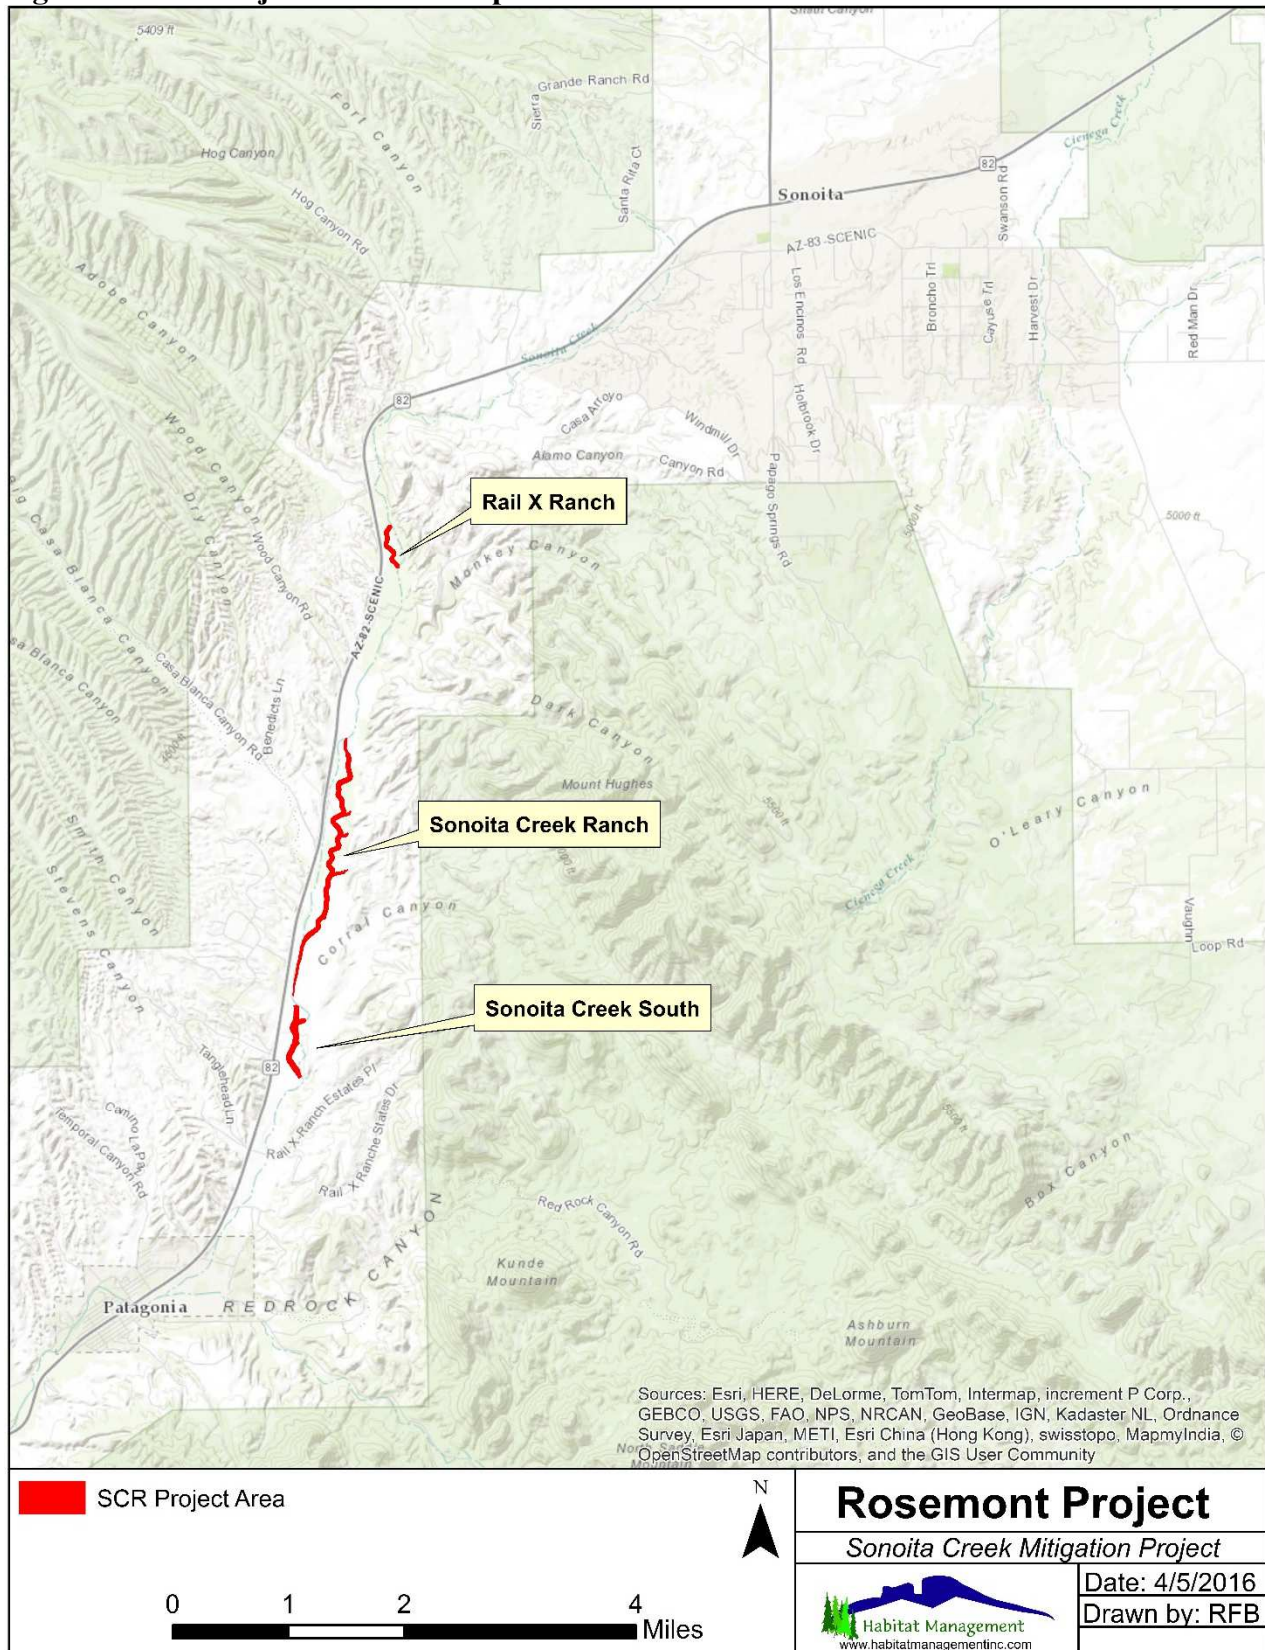 5409 ft
Fort Canyon
Grande Ranch Rd
Sierra
Hog Canyon
Hog Canyon Rd
Santa Rita Ct
Cienega Creek
82
Swanson Rd
Sonoita
AZ-83-SCENIC
Adobe Canyon
Los Encinos Rd
Broncho Trl
Cayuse Trl
Harvest Dr
Red Man Dr
Sonoita Creek
82
Casa Arroyo
Holbrook Dr
Windmill Dr
Wood Canyon
Alamo Canyon
Canyon Rd
Papago Springs Rd
Rail X Ranch
5000 ft
5000 ft
Dry Canyon
Wood Canyon Rd
Monkey Canyon
Big Casa Blanca Canyon
AZ-82-SCENIC
Blanca Canyon
Casa Blanca Canyon Rd
Benedicts Ln
Dark Canyon
Mount Hughes
5500 ft
O'Leary Canyon
Sonoita Creek Ranch
Smith Canyon
Stevens Canyon
Cienega Creek
Corral Canyon
Vaughn
Loop Rd
Sonoita Creek South
82
Tanglehead Ln
Rail X Ranch Estates Pl
Rail X Ranche States Dr
Camino La Paz
Temporal Canyon Rd
5500 ft
Box Canyon
Red Rock Canyon Rd
Kunde
Mountain
Patagonia
REDROCK CANYON
Ashburn
Mountain
Sources: Esri, HERE, DeLorme, TomTom, Intermap, increment P Corp.,
GEBCO, USGS, FAO, NPS, NRCAN, GeoBase, IGN, Kadaster NL, Ordnance
Survey, Esri Japan, METI, Esri China (Hong Kong), swisstopo, MapmyIndia, ©
OpenStreetMap contributors, and the GIS User Community
SCR Project Area
N
0 1 2 4
Miles
Rosemont Project
Sonoita Creek Mitigation Project
Habitat Management
www.habitatmanagementinc.com
Date: 4/5/2016
Drawn by: RFB